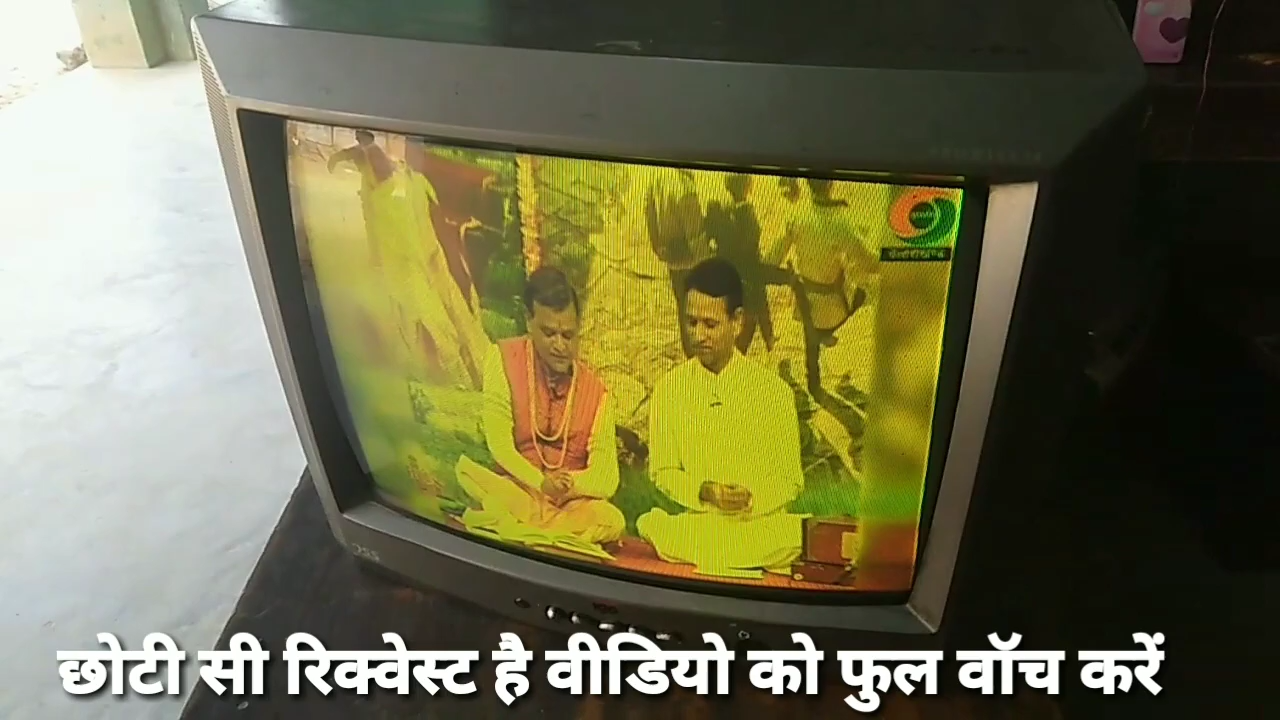 छोटी सी रिक्वेस्ट है वीडियो को फुल वॉच करें